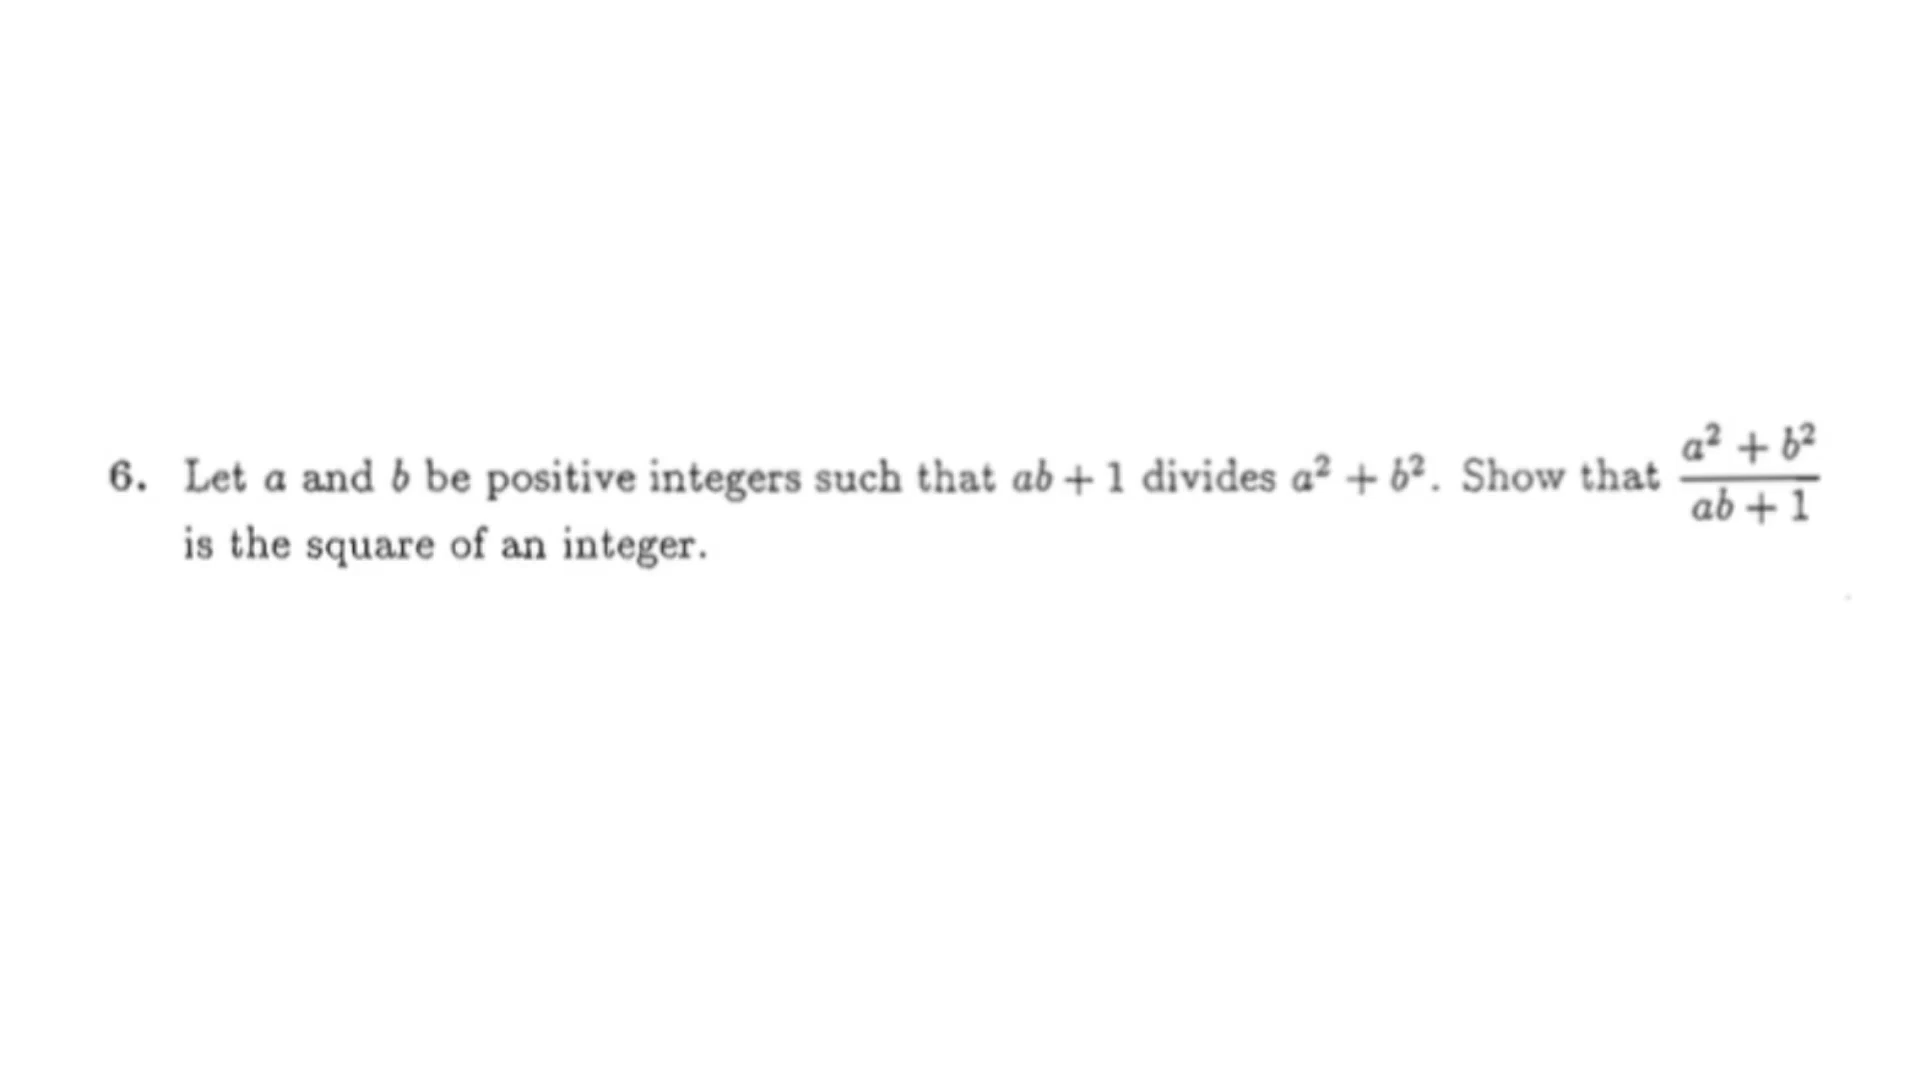 6. Let a and b be positive integers such that ab + 1 divides a² + b². Show that \frac{a² + b²}{ab + 1}
is the square of an integer.